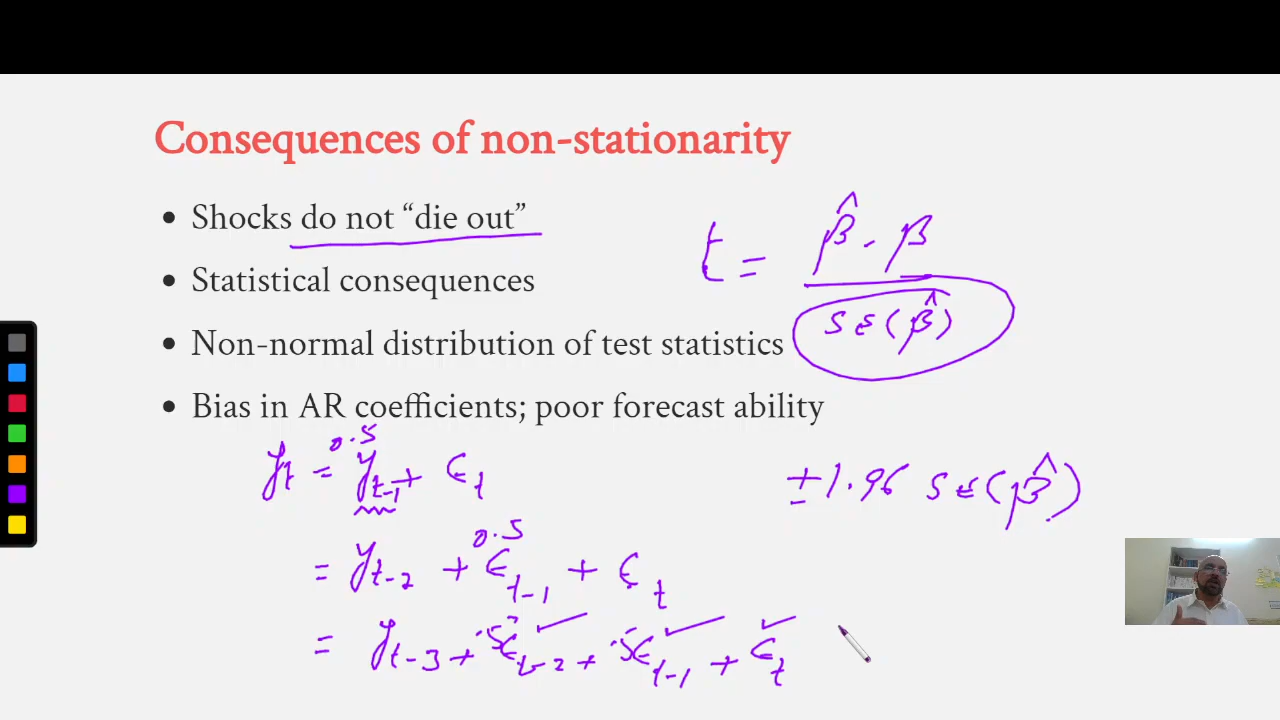 Consequences of non-stationarity
• Shocks do not “die out”
• Statistical consequences
• Non-normal distribution of test statistics
• Bias in AR coefficients; poor forecast ability
t = (β̂ - β) / SE(β̂)
0.5
yₜ = yₜ₋₁ + εₜ
±1.96 SE(β̂)
0.5
= yₜ₋₂ + εₜ₋₁ + εₜ
= yₜ₋₃ + .5²εₜ₋₂ + .5εₜ₋₁ + εₜ